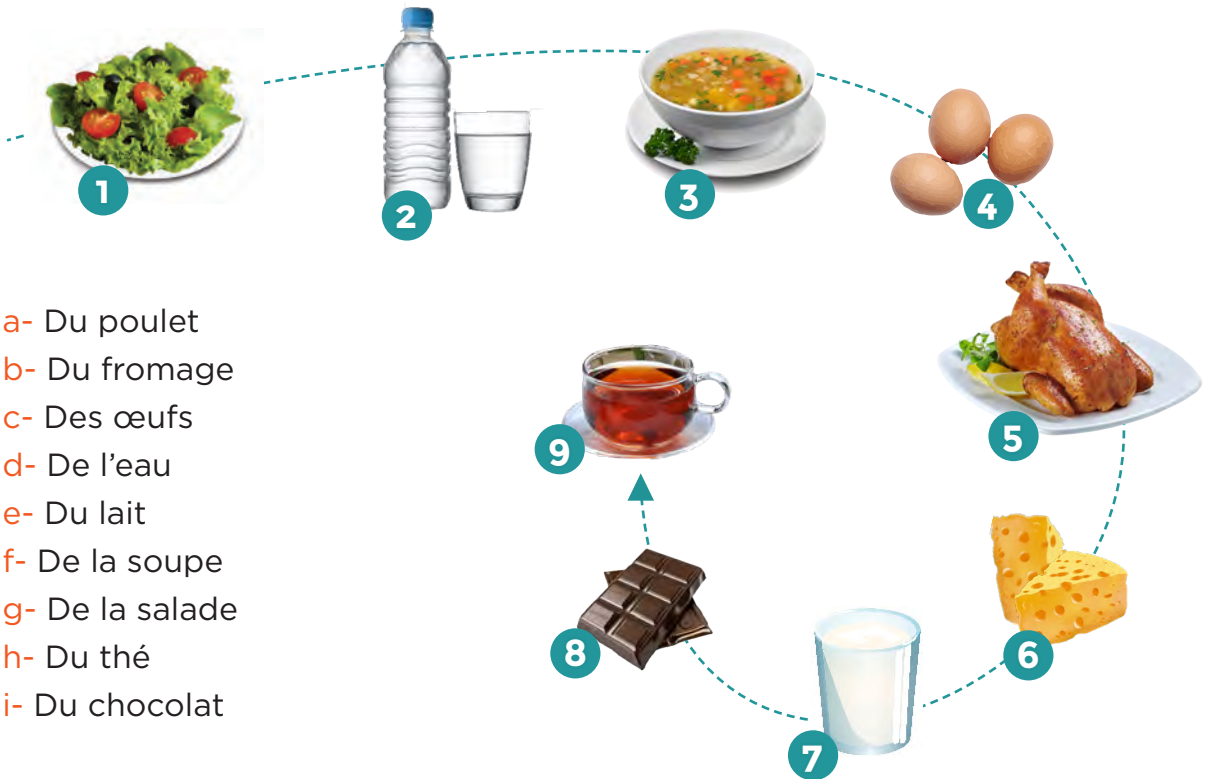 1
2
3
4
5
6
7
8
9
a- Du poulet
b- Du fromage
c- Des œufs
d- De l’eau
e- Du lait
f- De la soupe
g- De la salade
h- Du thé
i- Du chocolat